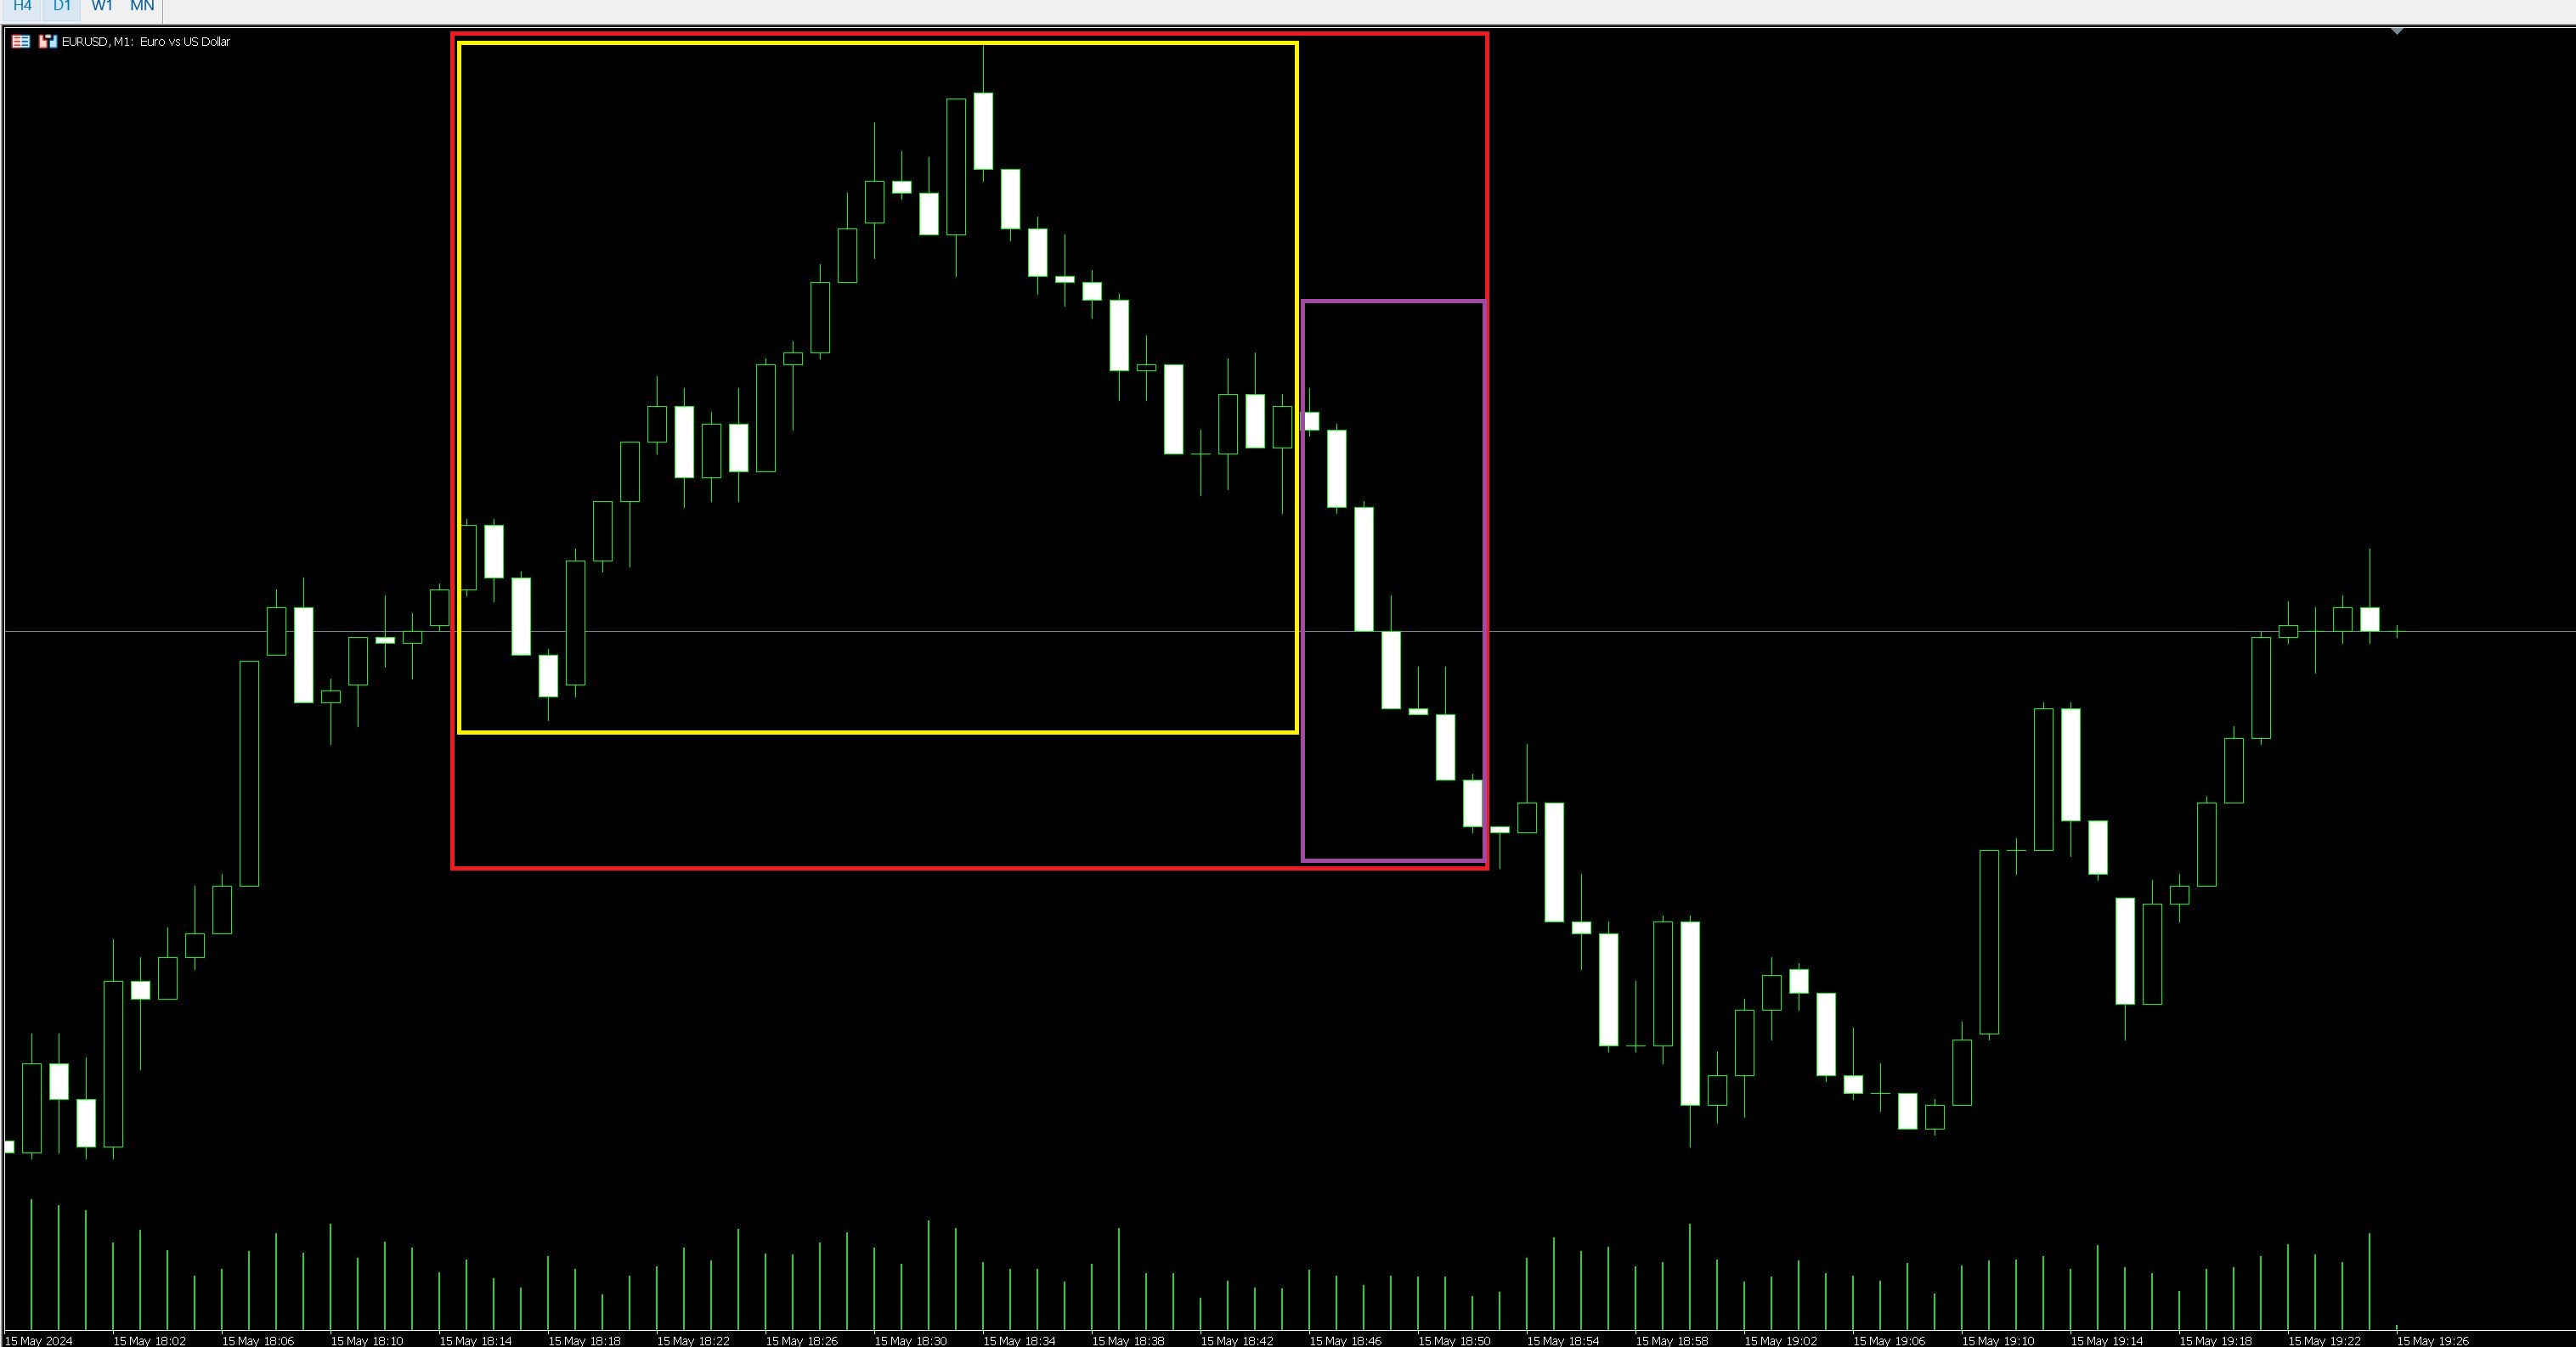 H4 D1 W1 MN
EURUSD, M1: Euro vs US Dollar
15 May 2024 15 May 18:02 15 May 18:06 15 May 18:10 15 May 18:14 15 May 18:18 15 May 18:22 15 May 18:26 15 May 18:30 15 May 18:34 15 May 18:38 15 May 18:42 15 May 18:46 15 May 18:50 15 May 18:54 15 May 18:58 15 May 19:02 15 May 19:06 15 May 19:10 15 May 19:14 15 May 19:18 15 May 19:22 15 May 19:26